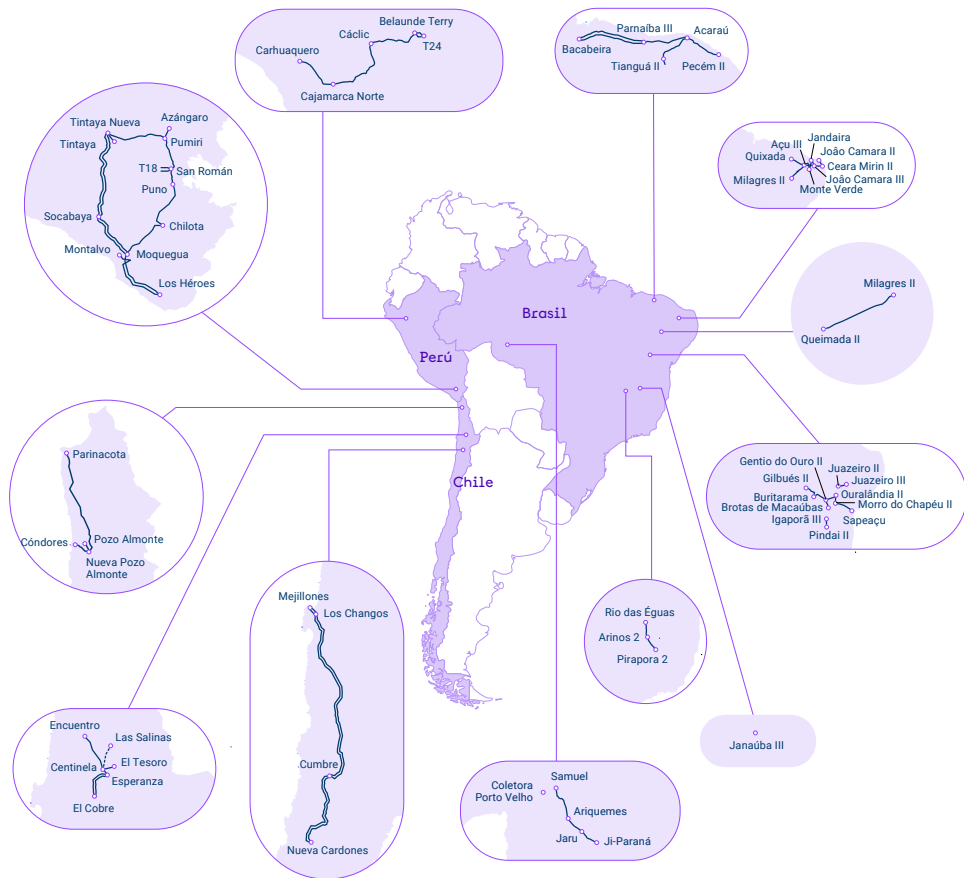 Belaunde Terry
Cáclic
T24
Carhuaquero
Cajamarca Norte
Parnaíba III
Acaraú
Bacabeira
Tianguá II
Pecém II
Tintaya Nueva
Azángaro
Tintaya
Pumiri
T18
San Román
Puno
Socabaya
Chilota
Montalvo
Moquegua
Los Héroes
Jandaira
Açu III
João Camara II
Quixada
Ceara Mirin II
Milagres II
João Camara III
Monte Verde
Milagres II
Queimada II
Brasil
Perú
Chile
Parinacota
Cóndores
Pozo Almonte
Nueva Pozo
Almonte
Gentio do Ouro II
Juazeiro II
Gilbués II
Juazeiro III
Buritarama
Ouralândia II
Brotas de Macaúbas
Morro do Chapéu II
Igaporã III
Sapeaçu
Pindai II
Mejillones
Los Changos
Cumbre
Nueva Cardones
Rio das Éguas
Arinos 2
Pirapora 2
Encuentro
Las Salinas
Centinela
El Tesoro
Esperanza
El Cobre
Samuel
Coletora
Porto Velho
Ariquemes
Jaru
Ji-Paraná
Janaúba III